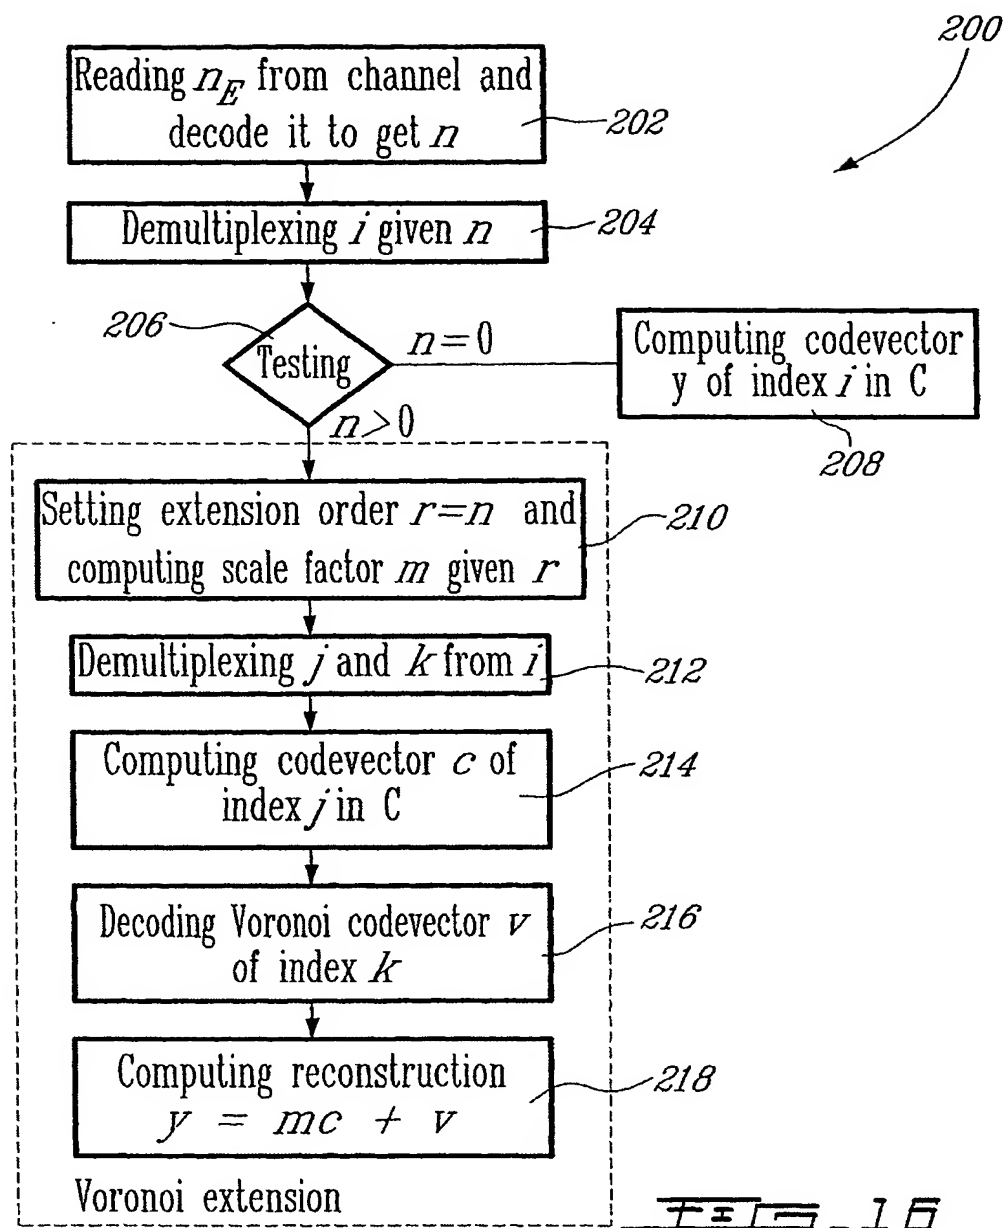 200
Reading n_E from channel and
decode it to get n
202
Demultiplexing i given n
204
206
Testing
n=0
Computing codevector
y of index i in C
208
n>0
Setting extension order r=n and
computing scale factor m given r
210
Demultiplexing j and k from i
212
Computing codevector c of
index j in C
214
Decoding Voronoi codevector v
of index k
216
Computing reconstruction
y = mc + v
218
Voronoi extension
FIG_16